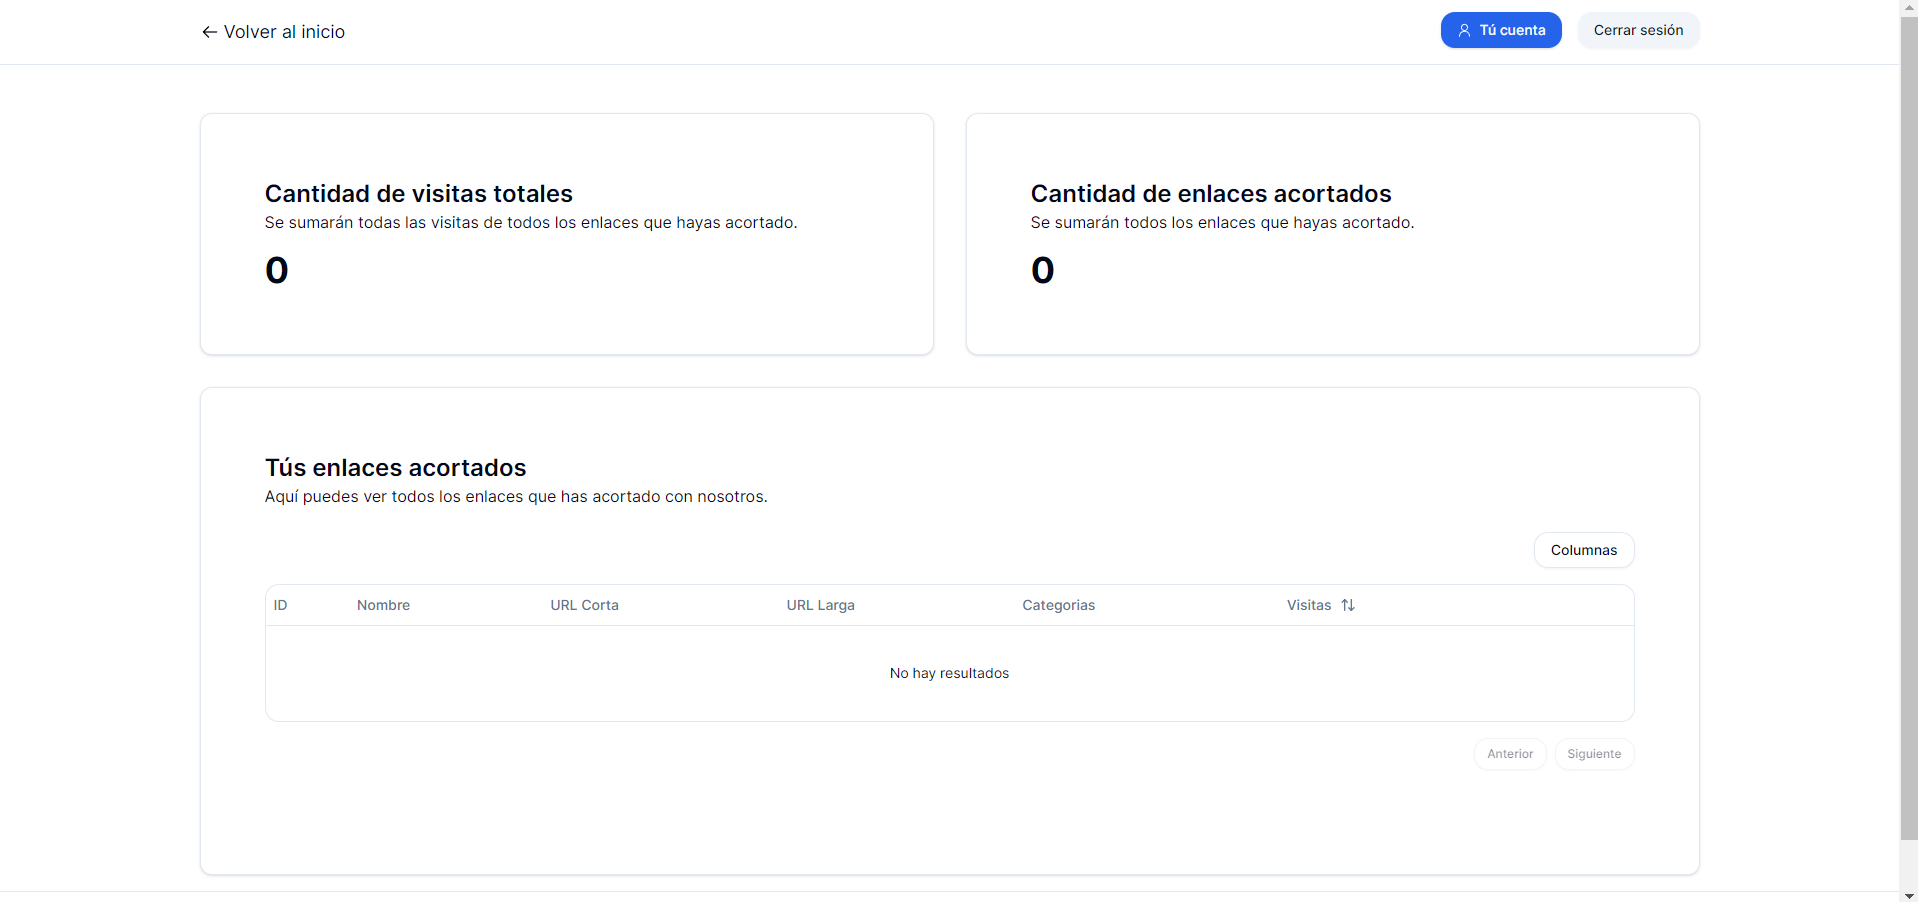 Volver al inicio
Tú cuenta
Cerrar sesión
Cantidad de visitas totales
Se sumarán todas las visitas de todos los enlaces que hayas acortado.
0
Cantidad de enlaces acortados
Se sumarán todos los enlaces que hayas acortado.
0
Tús enlaces acortados
Aquí puedes ver todos los enlaces que has acortado con nosotros.
Columnas
ID Nombre URL Corta URL Larga Categorias Visitas
No hay resultados
Anterior Siguiente